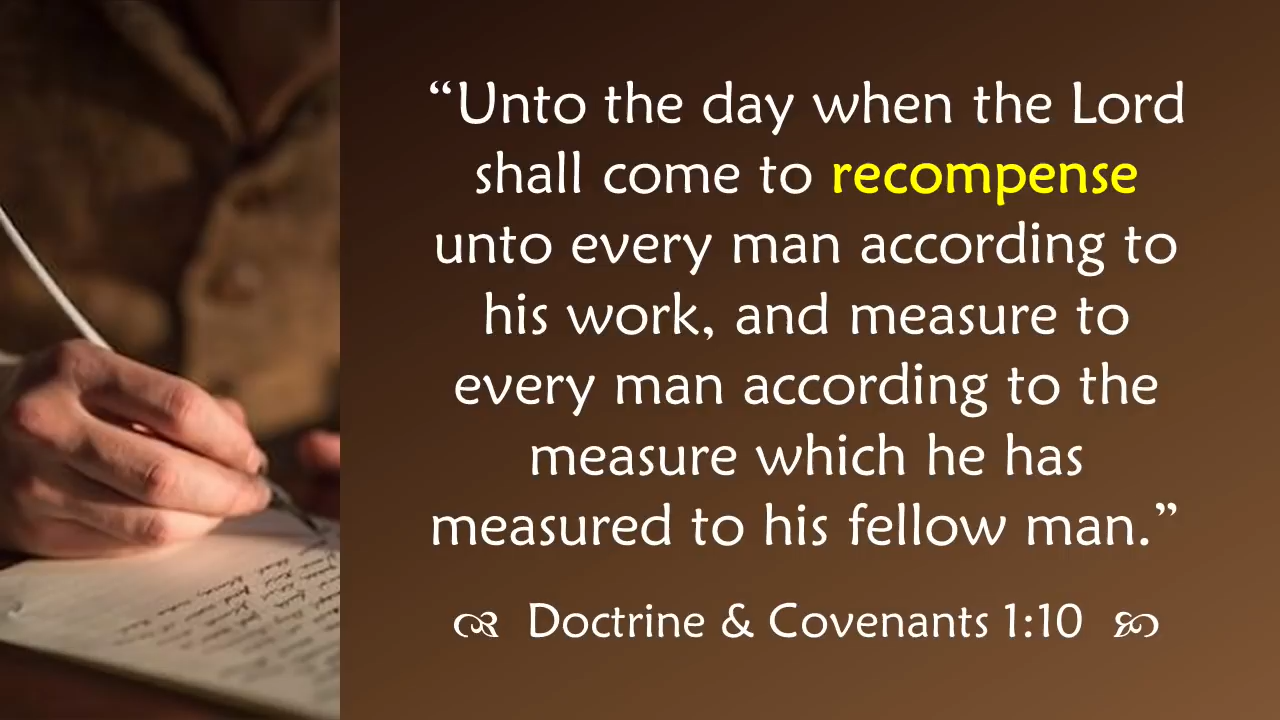 “Unto the day when the Lord
shall come to recompense
unto every man according to
his work, and measure to
every man according to the
measure which he has
measured to his fellow man.”
Doctrine & Covenants 1:10